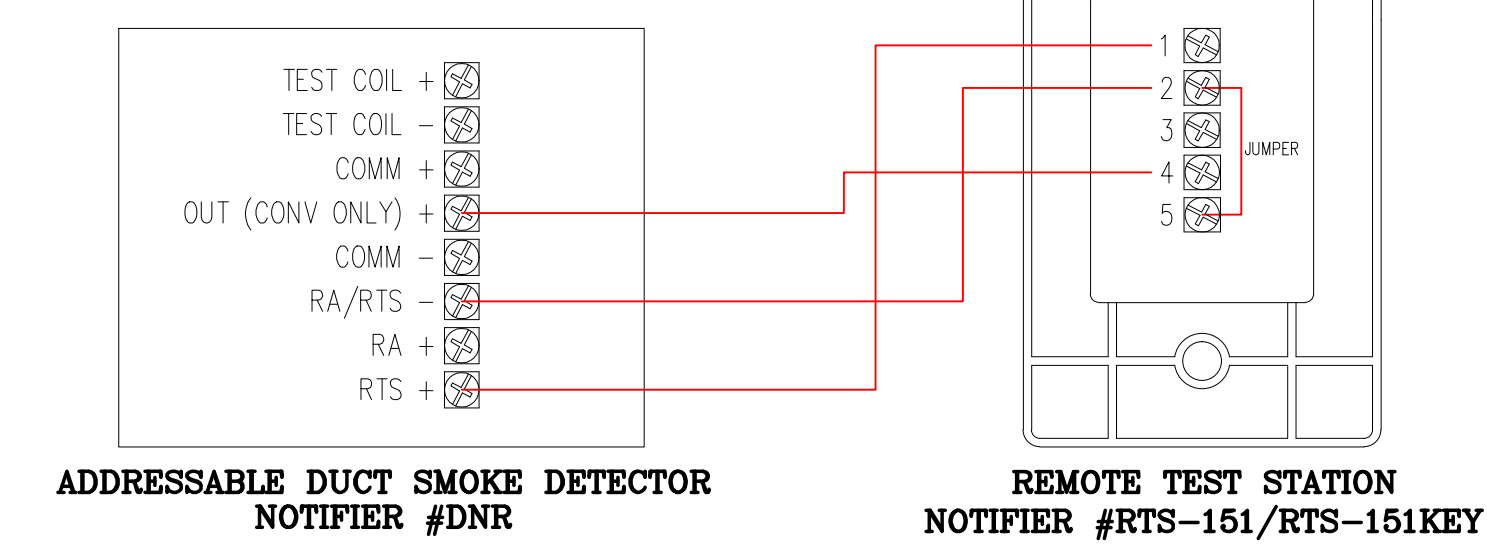 TEST COIL +
TEST COIL -
COMM +
OUT (CONV ONLY) +
COMM -
RA/RTS -
RA +
RTS +
1
2
3
4
5
JUMPER
ADDRESSABLE DUCT SMOKE DETECTOR
NOTIFIER #DNR
REMOTE TEST STATION
NOTIFIER #RTS-151/RTS-151KEY